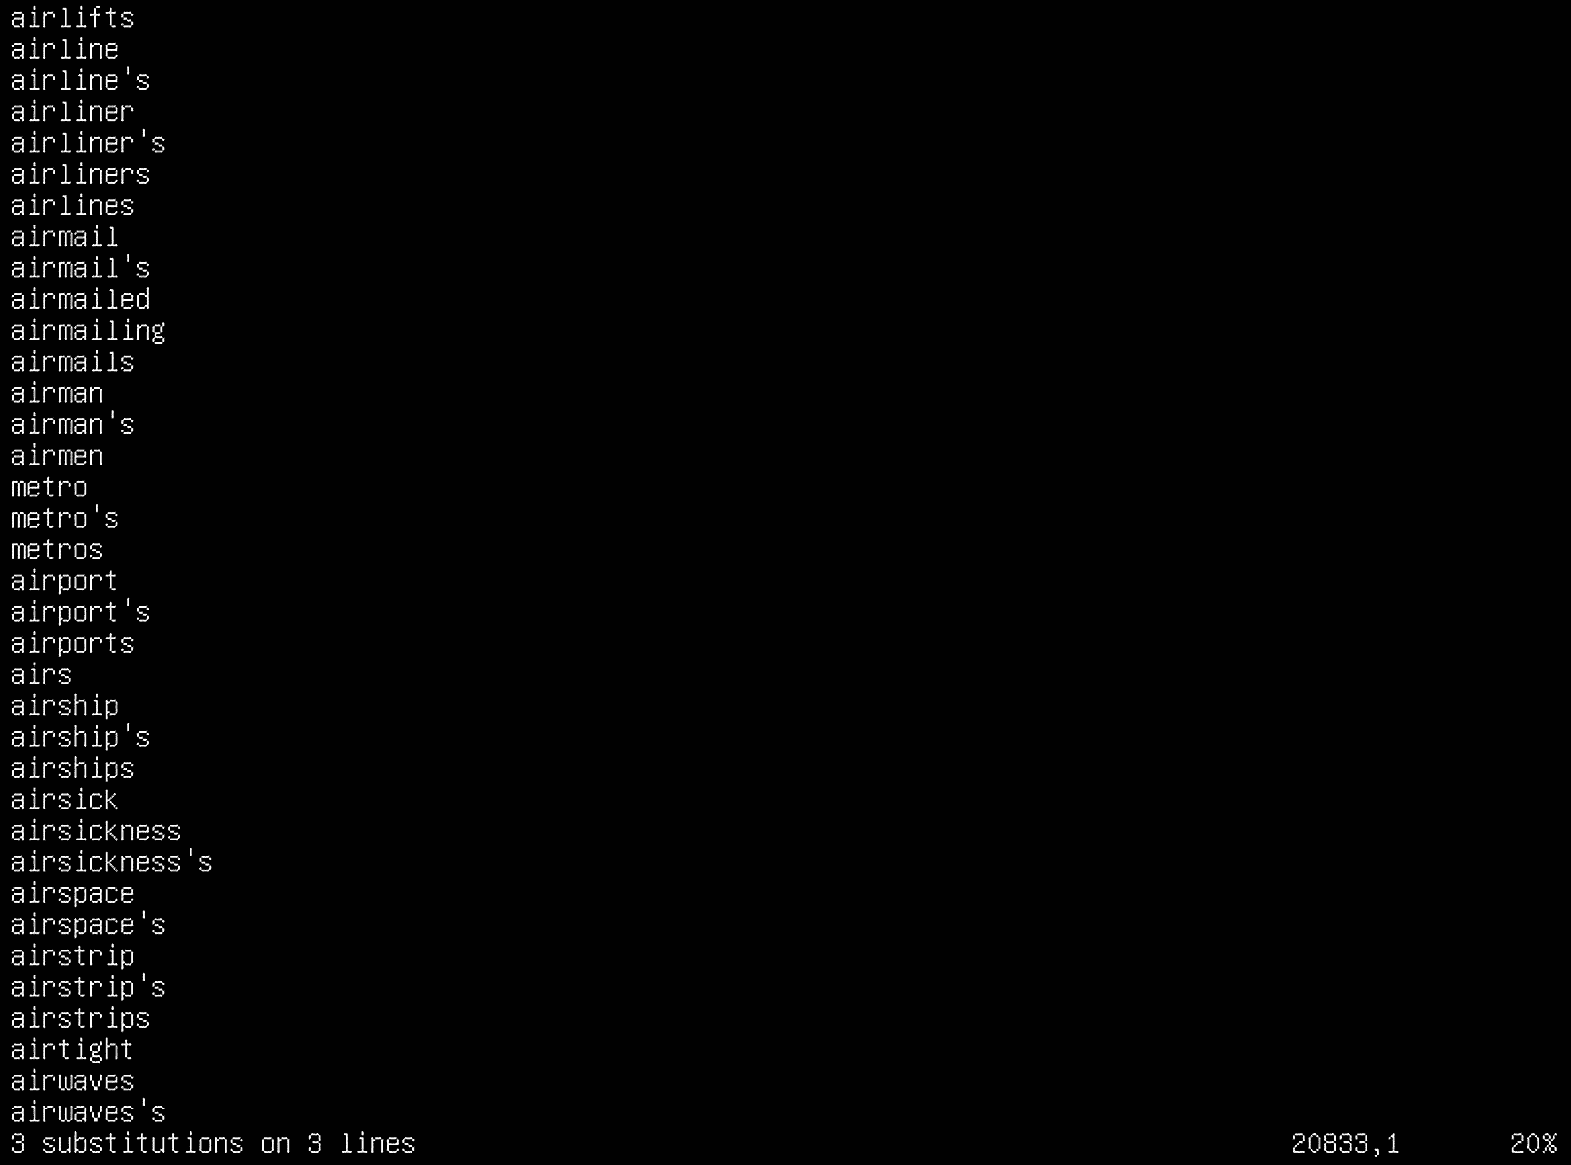 airlifts
airline
airline's
airliner
airliner's
airliners
airlines
airmail
airmail's
airmailed
airmailing
airmails
airman
airman's
airmen
metro
metro's
metros
airport
airport's
airports
airs
airship
airship's
airships
airsick
airsickness
airsickness's
airspace
airspace's
airstrip
airstrip's
airstrips
airtight
airwaves
airwaves's
3 substitutions on 3 lines 20833,1 20%